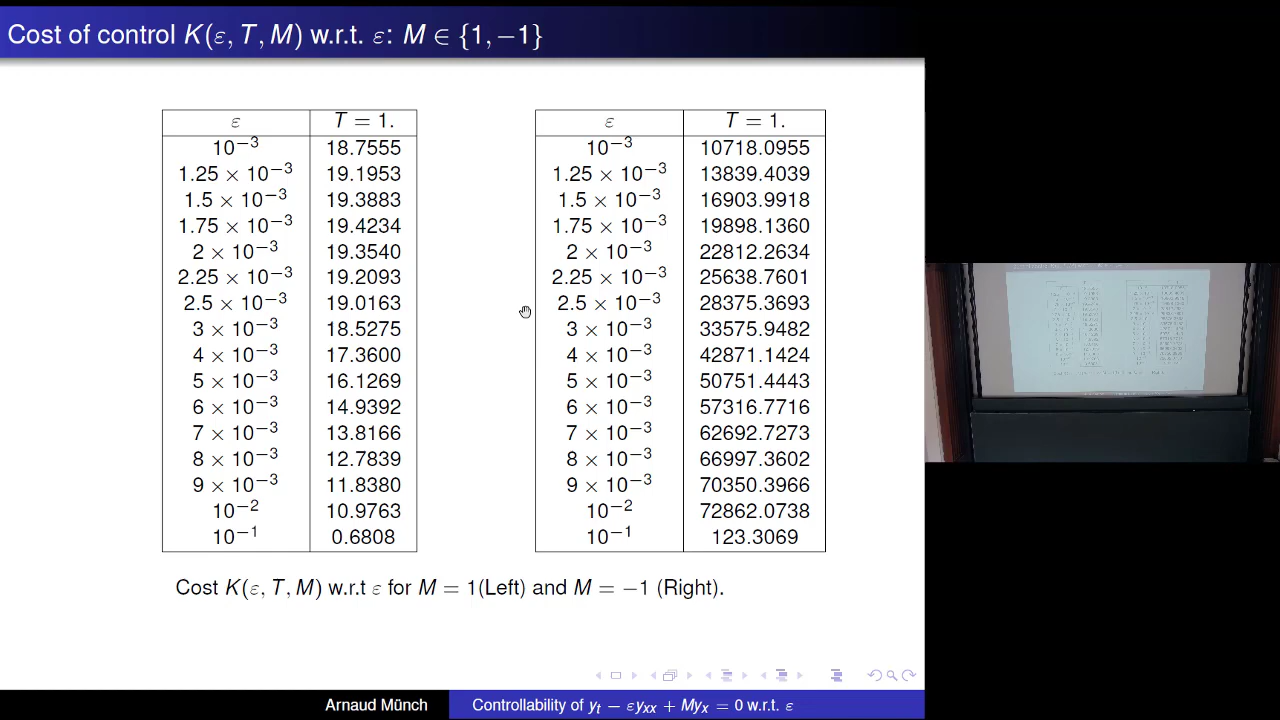 Cost of control K(ε, T, M) w.r.t. ε: M ∈ {1, −1}
ε T = 1.
10⁻³ 18.7555
1.25 × 10⁻³ 19.1953
1.5 × 10⁻³ 19.3883
1.75 × 10⁻³ 19.4234
2 × 10⁻³ 19.3540
2.25 × 10⁻³ 19.2093
2.5 × 10⁻³ 19.0163
3 × 10⁻³ 18.5275
4 × 10⁻³ 17.3600
5 × 10⁻³ 16.1269
6 × 10⁻³ 14.9392
7 × 10⁻³ 13.8166
8 × 10⁻³ 12.7839
9 × 10⁻³ 11.8380
10⁻² 10.9763
10⁻¹ 0.6808
ε T = 1.
10⁻³ 10718.0955
1.25 × 10⁻³ 13839.4039
1.5 × 10⁻³ 16903.9918
1.75 × 10⁻³ 19898.1360
2 × 10⁻³ 22812.2634
2.25 × 10⁻³ 25638.7601
2.5 × 10⁻³ 28375.3693
3 × 10⁻³ 33575.9482
4 × 10⁻³ 42871.1424
5 × 10⁻³ 50751.4443
6 × 10⁻³ 57316.7716
7 × 10⁻³ 62692.7273
8 × 10⁻³ 66997.3602
9 × 10⁻³ 70350.3966
10⁻² 72862.0738
10⁻¹ 123.3069
Cost K(ε, T, M) w.r.t ε for M = 1(Left) and M = −1 (Right).
Arnaud Münch
Controllability of yₜ − εyₓₓ + Myₓ = 0 w.r.t. ε